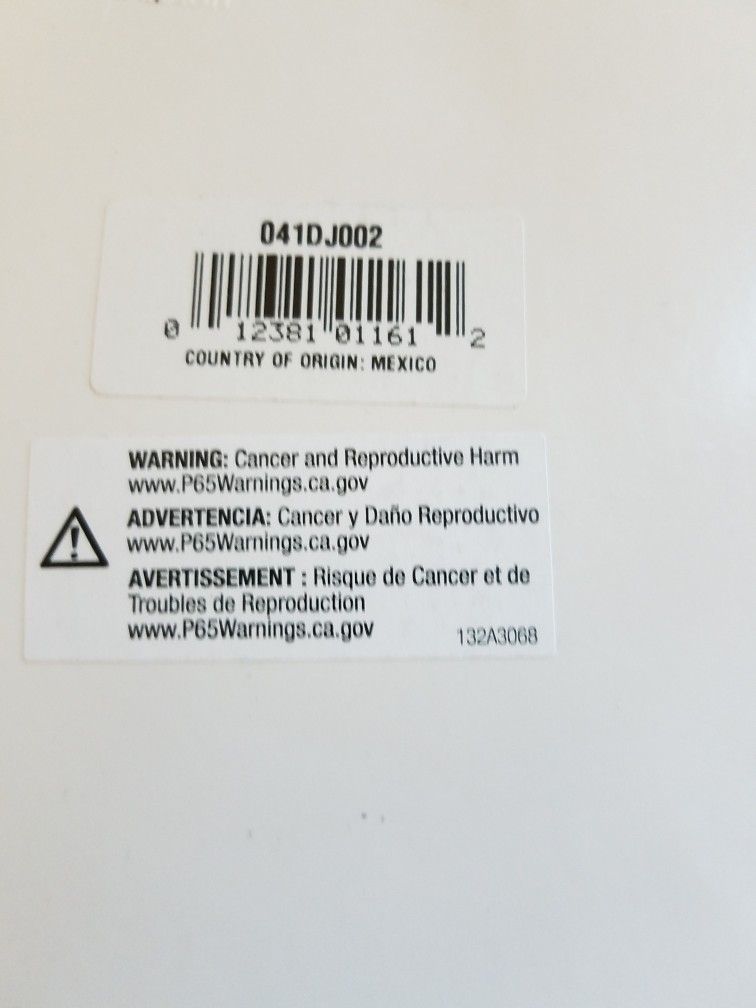 041DJ002
0 12381 01161 2
COUNTRY OF ORIGIN: MEXICO
WARNING: Cancer and Reproductive Harm
www.P65Warnings.ca.gov
ADVERTENCIA: Cancer y Daño Reproductivo
www.P65Warnings.ca.gov
AVERTISSEMENT : Risque de Cancer et de
Troubles de Reproduction
www.P65Warnings.ca.gov
132A3068